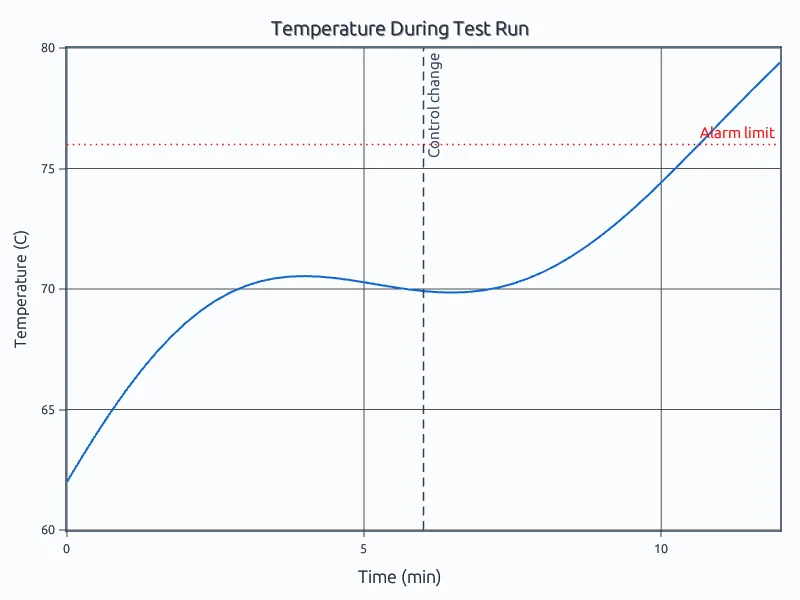 Temperature During Test Run
Control change
Alarm limit
Temperature (C)
80
75
70
65
60
0
5
10
Time (min)